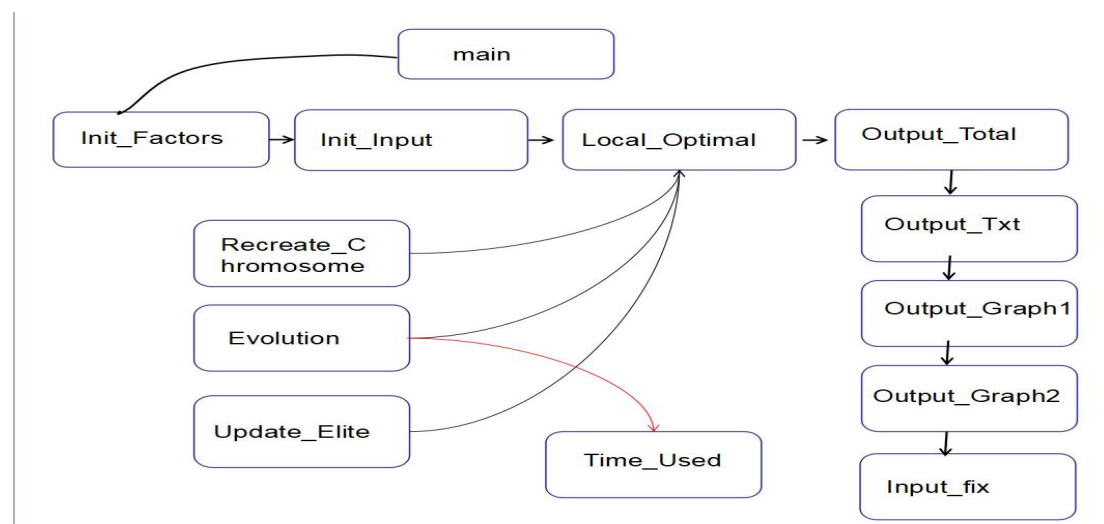 main
Init_Factors
Init_Input
Local_Optimal
Output_Total
Recreate_C
hromosome
Output_Txt
Evolution
Output_Graph1
Update_Elite
Output_Graph2
Time_Used
Input_fix